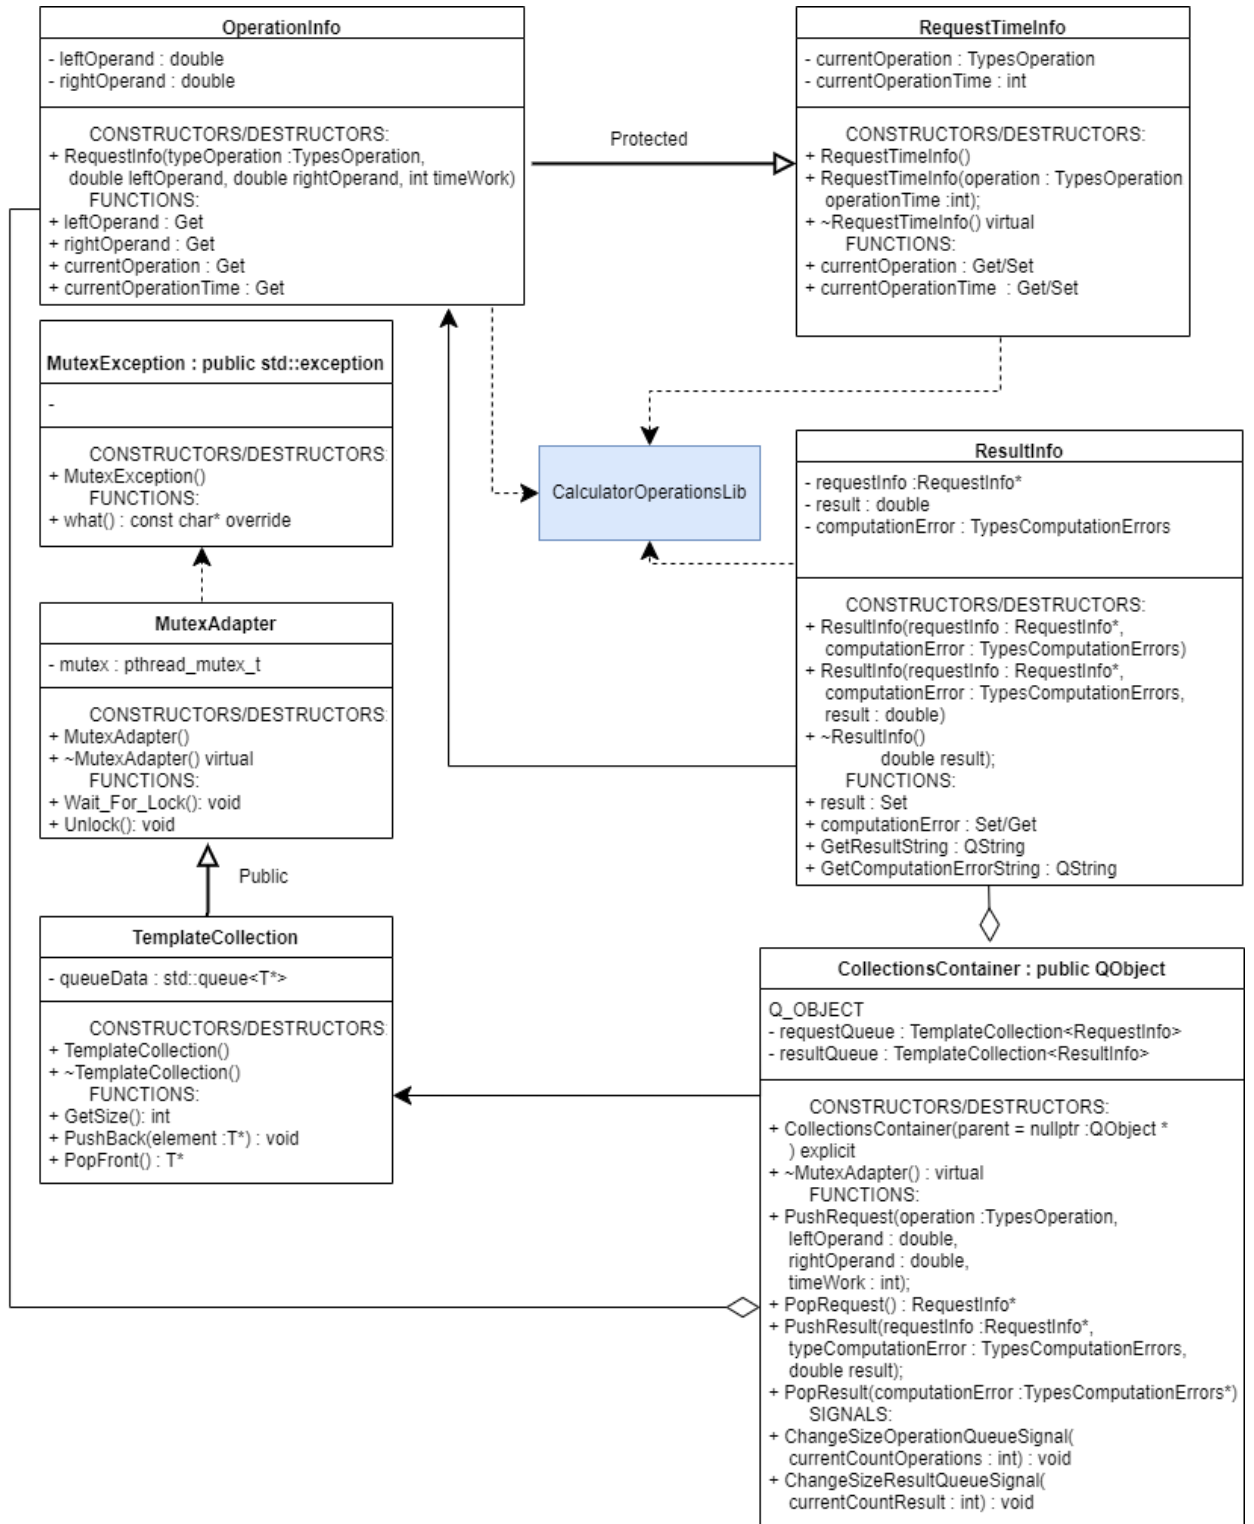 OperationInfo
- leftOperand : double
- rightOperand : double
CONSTRUCTORS/DESTRUCTORS:
+ RequestInfo(typeOperation :TypesOperation,
double leftOperand, double rightOperand, int timeWork)
FUNCTIONS:
+ leftOperand : Get
+ rightOperand : Get
+ currentOperation : Get
+ currentOperationTime : Get
Protected
RequestTimeInfo
- currentOperation : TypesOperation
- currentOperationTime : int
CONSTRUCTORS/DESTRUCTORS:
+ RequestTimeInfo()
+ RequestTimeInfo(operation : TypesOperation
operationTime :int);
+ ~RequestTimeInfo() virtual
FUNCTIONS:
+ currentOperation : Get/Set
+ currentOperationTime : Get/Set
MutexException : public std::exception
-
CONSTRUCTORS/DESTRUCTORS:
+ MutexException()
FUNCTIONS:
+ what() : const char* override
CalculatorOperationsLib
ResultInfo
- requestInfo :RequestInfo*
- result : double
- computationError : TypesComputationErrors
CONSTRUCTORS/DESTRUCTORS:
+ ResultInfo(requestInfo : RequestInfo*,
computationError : TypesComputationErrors)
+ ResultInfo(requestInfo : RequestInfo*,
computationError : TypesComputationErrors,
result : double)
+ ~ResultInfo()
double result);
FUNCTIONS:
+ result : Set
+ computationError : Set/Get
+ GetResultString : QString
+ GetComputationErrorString : QString
MutexAdapter
- mutex : pthread_mutex_t
CONSTRUCTORS/DESTRUCTORS:
+ MutexAdapter()
+ ~MutexAdapter() virtual
FUNCTIONS:
+ Wait_For_Lock(): void
+ Unlock(): void
Public
TemplateCollection
- queueData : std::queue<T*>
CONSTRUCTORS/DESTRUCTORS:
+ TemplateCollection()
+ ~TemplateCollection()
FUNCTIONS:
+ GetSize(): int
+ PushBack(element :T*) : void
+ PopFront() : T*
CollectionsContainer : public QObject
Q_OBJECT
- requestQueue : TemplateCollection<RequestInfo>
- resultQueue : TemplateCollection<ResultInfo>
CONSTRUCTORS/DESTRUCTORS:
+ CollectionsContainer(parent = nullptr :QObject *
) explicit
+ ~MutexAdapter() : virtual
FUNCTIONS:
+ PushRequest(operation :TypesOperation,
leftOperand : double,
rightOperand : double,
timeWork : int);
+ PopRequest() : RequestInfo*
+ PushResult(requestInfo :RequestInfo*,
typeComputationError : TypesComputationErrors,
double result);
+ PopResult(computationError :TypesComputationErrors*)
SIGNALS:
+ ChangeSizeOperationQueueSignal(
currentCountOperations : int) : void
+ ChangeSizeResultQueueSignal(
currentCountResult : int) : void